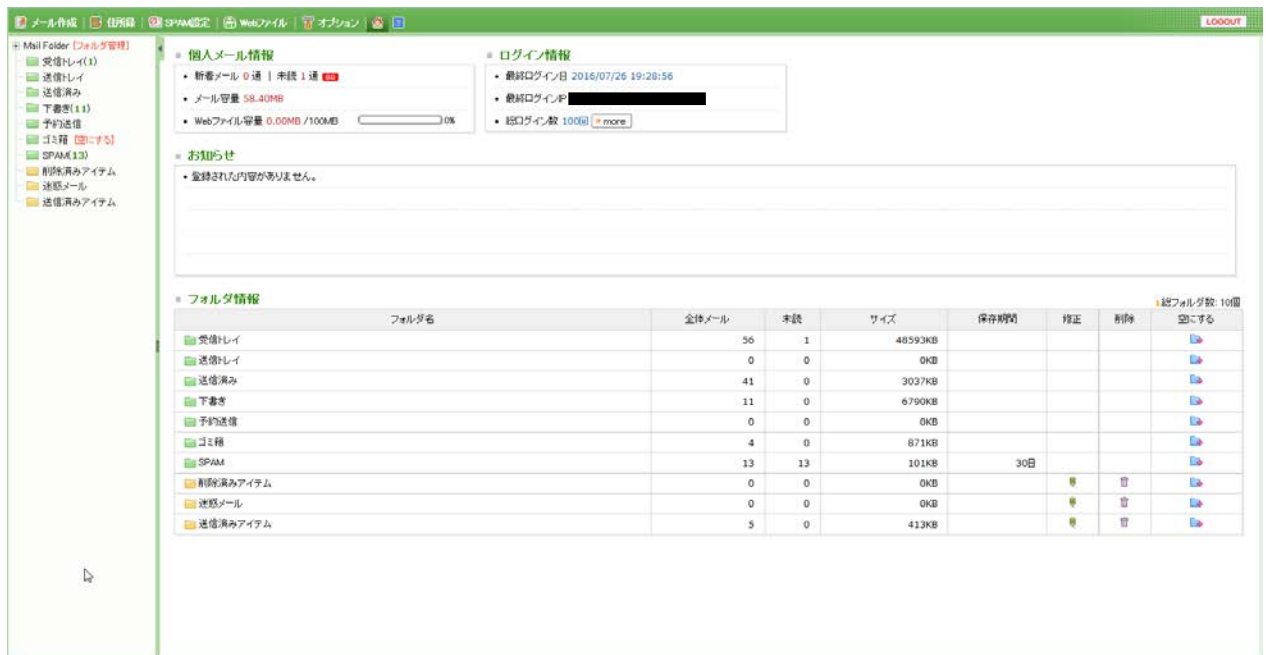 メール作成 | 住所録 | SPAM設定 | Webファイル | オプション | LOGOUT
Mail Folder [フォルダ管理]
受信トレイ(1)
送信トレイ
送信済み
下書き(11)
予約送信
ゴミ箱 [空にする]
SPAM(13)
削除済みアイテム
迷惑メール
送信済みアイテム
個人メール情報
・ 新着メール 0 通 | 未読 1 通 GO
・ メール容量 58.40MB
・ Webファイル容量 0.00MB /100MB 0%
ログイン情報
・ 最終ログイン日 2016/07/26 19:28:56
・ 最終ログインIP
・ 総ログイン数 100回 more
お知らせ
・ 登録された内容がありません。
フォルダ情報
総フォルダ数: 10個
フォルダ名 全体メール 未読 サイズ 保存期間 修正 削除 空にする
受信トレイ 56 1 48593KB
送信トレイ 0 0 0KB
送信済み 41 0 3037KB
下書き 11 0 6790KB
予約送信 0 0 0KB
ゴミ箱 4 0 871KB
SPAM 13 13 101KB 30日
削除済みアイテム 0 0 0KB
迷惑メール 0 0 0KB
送信済みアイテム 5 0 413KB